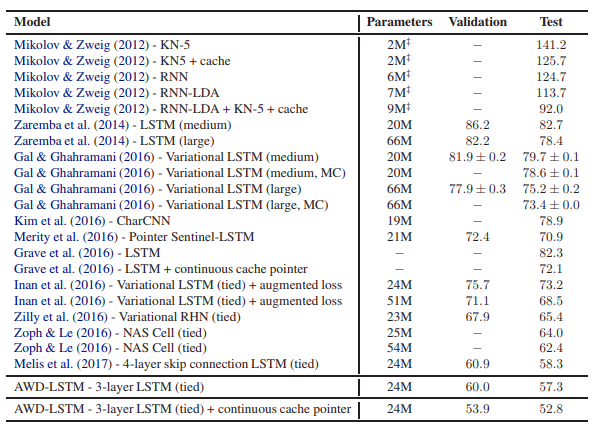 Model Parameters Validation Test
Mikolov & Zweig (2012) - KN-5 2M‡ − 141.2
Mikolov & Zweig (2012) - KN5 + cache 2M‡ − 125.7
Mikolov & Zweig (2012) - RNN 6M‡ − 124.7
Mikolov & Zweig (2012) - RNN-LDA 7M‡ − 113.7
Mikolov & Zweig (2012) - RNN-LDA + KN-5 + cache 9M‡ − 92.0
Zaremba et al. (2014) - LSTM (medium) 20M 86.2 82.7
Zaremba et al. (2014) - LSTM (large) 66M 82.2 78.4
Gal & Ghahramani (2016) - Variational LSTM (medium) 20M 81.9 ± 0.2 79.7 ± 0.1
Gal & Ghahramani (2016) - Variational LSTM (medium, MC) 20M − 78.6 ± 0.1
Gal & Ghahramani (2016) - Variational LSTM (large) 66M 77.9 ± 0.3 75.2 ± 0.2
Gal & Ghahramani (2016) - Variational LSTM (large, MC) 66M − 73.4 ± 0.0
Kim et al. (2016) - CharCNN 19M − 78.9
Merity et al. (2016) - Pointer Sentinel-LSTM 21M 72.4 70.9
Grave et al. (2016) - LSTM − − 82.3
Grave et al. (2016) - LSTM + continuous cache pointer − − 72.1
Inan et al. (2016) - Variational LSTM (tied) + augmented loss 24M 75.7 73.2
Inan et al. (2016) - Variational LSTM (tied) + augmented loss 51M 71.1 68.5
Zilly et al. (2016) - Variational RHN (tied) 23M 67.9 65.4
Zoph & Le (2016) - NAS Cell (tied) 25M − 64.0
Zoph & Le (2016) - NAS Cell (tied) 54M − 62.4
Melis et al. (2017) - 4-layer skip connection LSTM (tied) 24M 60.9 58.3
AWD-LSTM - 3-layer LSTM (tied) 24M 60.0 57.3
AWD-LSTM - 3-layer LSTM (tied) + continuous cache pointer 24M 53.9 52.8